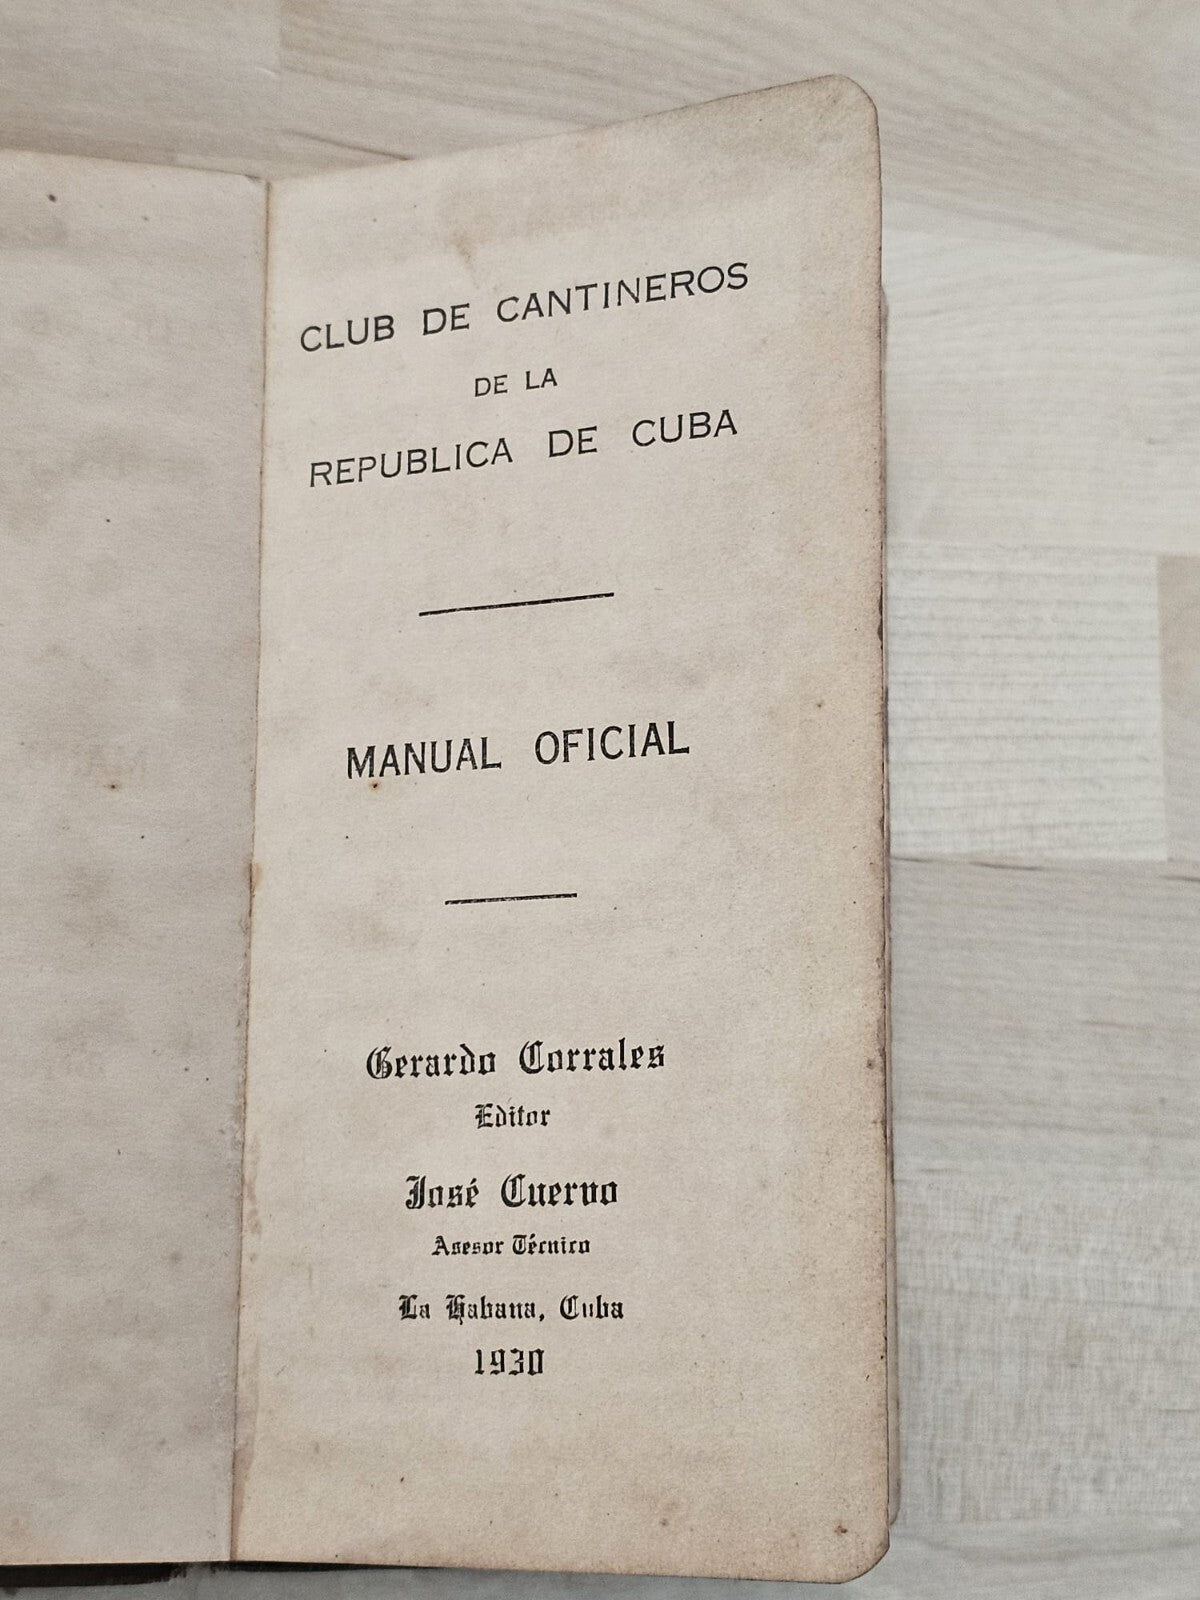 CLUB DE CANTINEROS
DE LA
REPUBLICA DE CUBA
MANUAL OFICIAL
Gerardo Corrales
Editor
José Cuervo
Asesor Técnico
La Habana, Cuba
1930